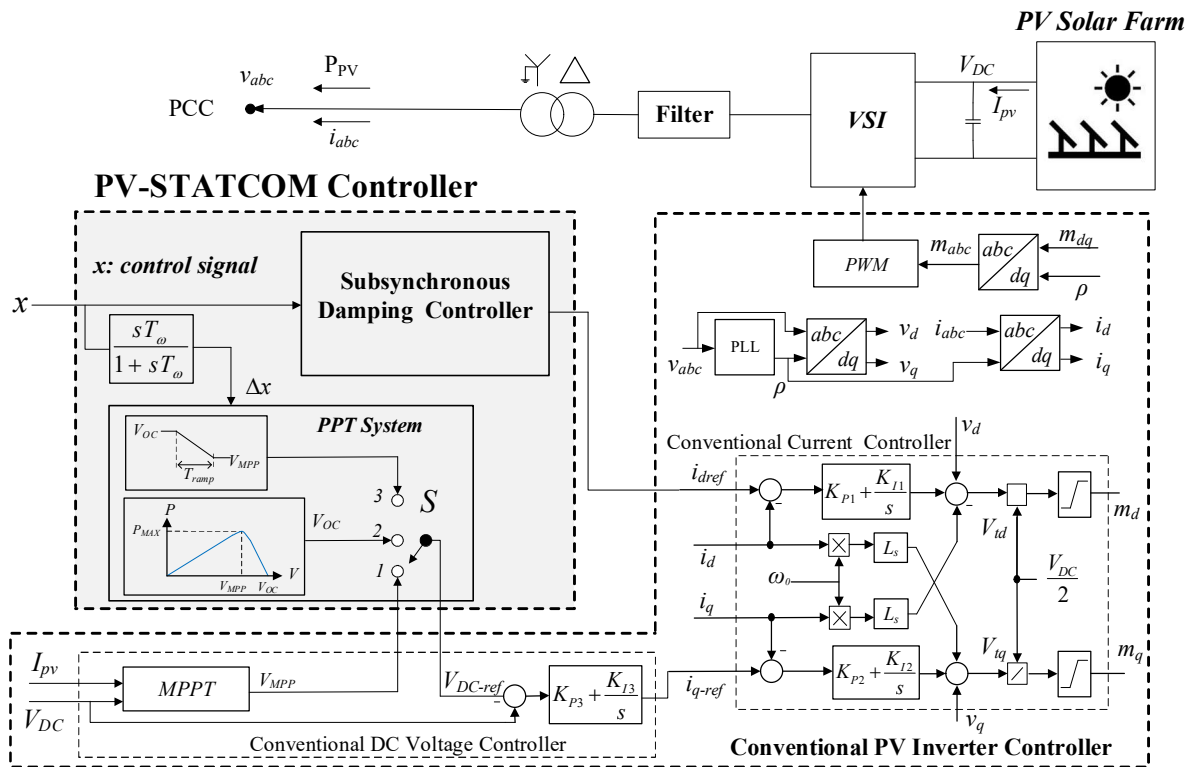 PV Solar Farm
v_abc
P_PV
PCC
i_abc
Filter
VSI
V_DC
I_pv
PV-STATCOM Controller
x: control signal
x
Subsynchronous
Damping Controller
sT_ω
1 + sT_ω
Δx
PPT System
V_OC
V_MPP
T_ramp
3
S
P
P_MAX
V_OC
2
V
V_MPP
V_OC
1
m_abc
m_dq
PWM
abc
dq
ρ
v_abc
PLL
ρ
abc
dq
v_d
v_q
i_abc
abc
dq
i_d
i_q
Conventional Current Controller
v_d
i_dref
-
K_P1 + K_I1
s
-
m_d
V_td
i_d
L_s
ω_0
V_DC
2
i_q
L_s
-
V_tq
i_q-ref
K_P2 + K_I2
s
m_q
v_q
I_pv
MPPT
V_MPP
V_DC
V_DC-ref
-
K_P3 + K_I3
s
Conventional DC Voltage Controller
Conventional PV Inverter Controller